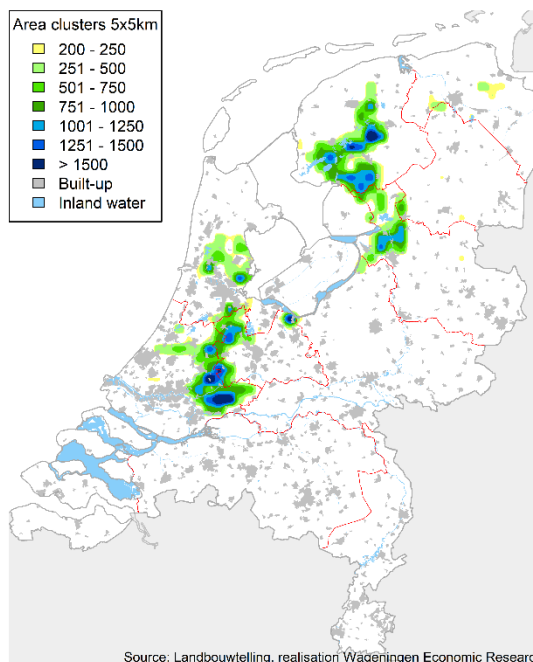 Area clusters 5x5km
200 - 250
251 - 500
501 - 750
751 - 1000
1001 - 1250
1251 - 1500
> 1500
Built-up
Inland water
Source: Landbouwtelling, realisation Wageningen Economic Researc